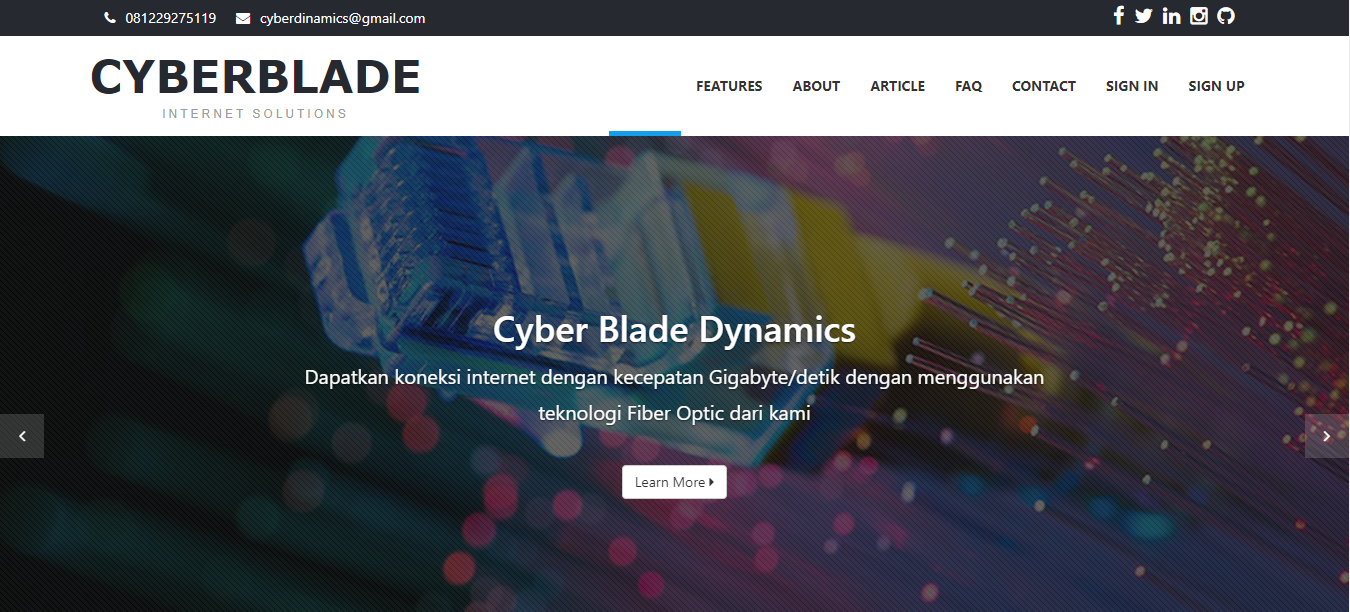 081229275119 cyberdinamics@gmail.com
CYBERBLADE
INTERNET SOLUTIONS
FEATURES ABOUT ARTICLE FAQ CONTACT SIGN IN SIGN UP
Cyber Blade Dynamics
Dapatkan koneksi internet dengan kecepatan Gigabyte/detik dengan menggunakan
teknologi Fiber Optic dari kami
Learn More